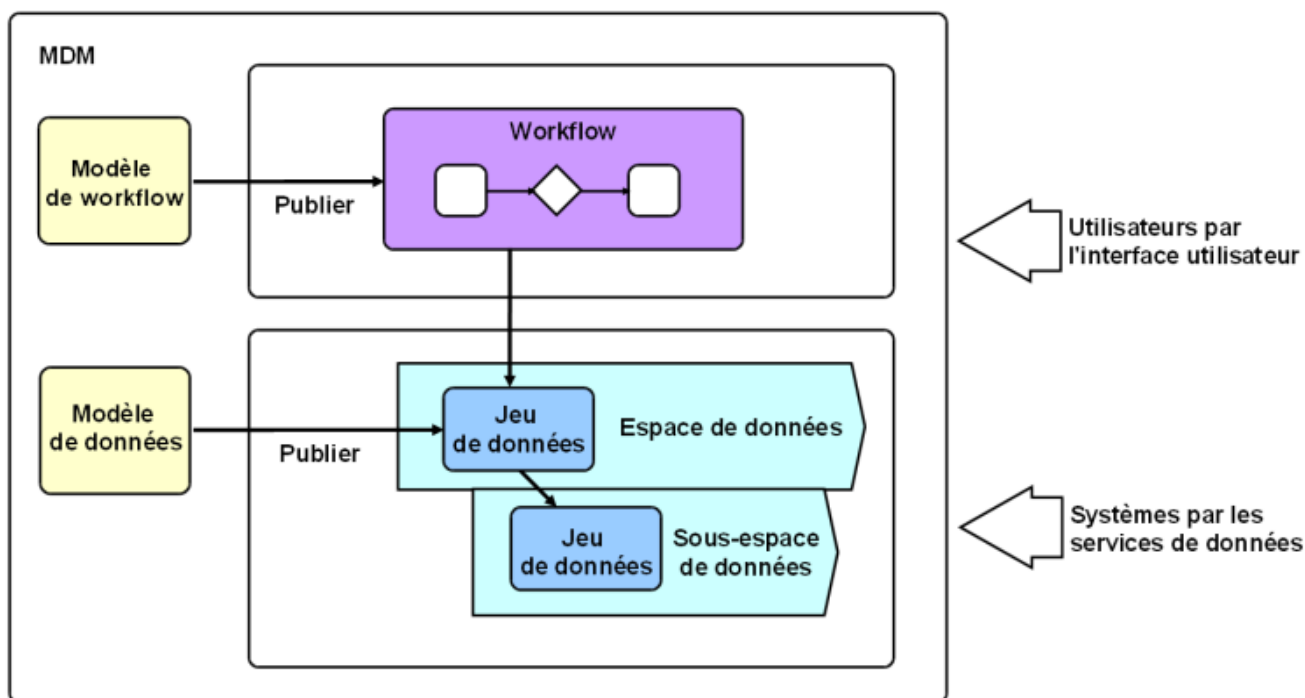 MDM
Workflow
Modèle
de workflow
Publier
Utilisateurs par
l'interface utilisateur
Modèle
de données
Publier
Jeu
de données
Espace de données
Jeu
de données
Sous-espace
de données
Systèmes par les
services de données